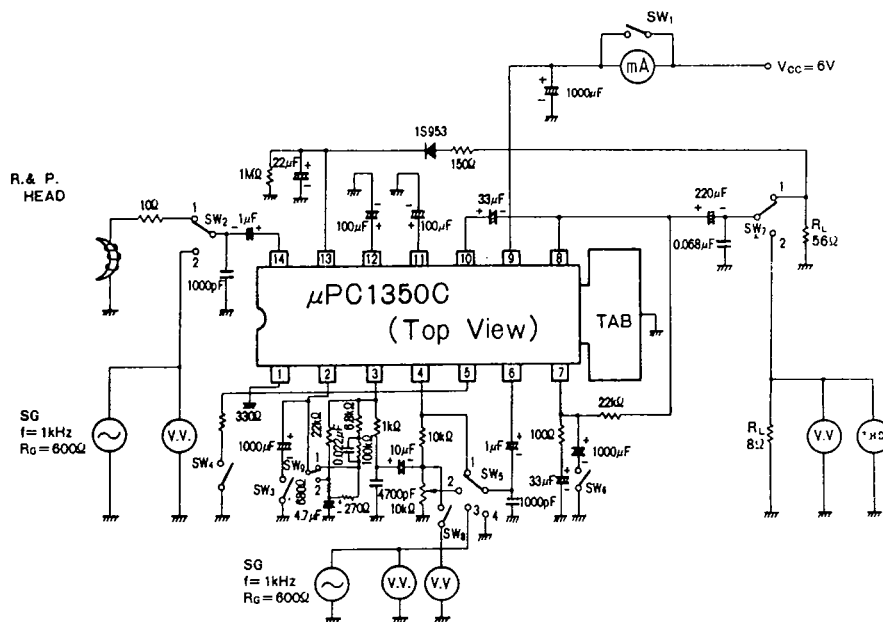 SW1
mA
VCC = 6V
1000μF
1S953
150Ω
22μF
1MΩ
R. & P.
HEAD
10Ω
1
SW2
2
1μF
1000pF
100μF
100μF
33μF
220μF
1
SW7
2
0.068μF
RL
56Ω
14
13
12
11
10
9
8
μPC1350C
(Top View)
TAB
1
2
3
4
5
6
7
SG
f=1kHz
RG=600Ω
V.V.
330Ω
SW4
1000μF
SW3
22kΩ
0.022μF
6.8kΩ
100kΩ
SW9
1
2
680Ω
4.7μF
270Ω
1kΩ
10μF
4700pF
10kΩ
10kΩ
1
2
3
4
SW5
SW8
1μF
1000pF
100Ω
33μF
22kΩ
1000μF
SW6
RL
8Ω
V.V
SG
f=1kHz
RG=600Ω
V.V.
V.V